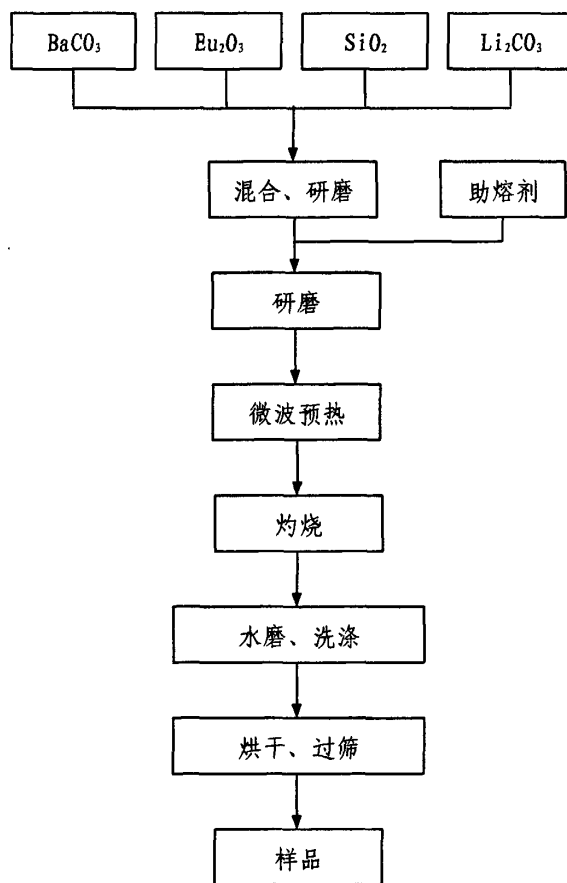 BaCO₃ Eu₂O₃ SiO₂ Li₂CO₃
混合、研磨 助熔剂
研磨
微波预热
灼烧
水磨、洗涤
烘干、过筛
样品